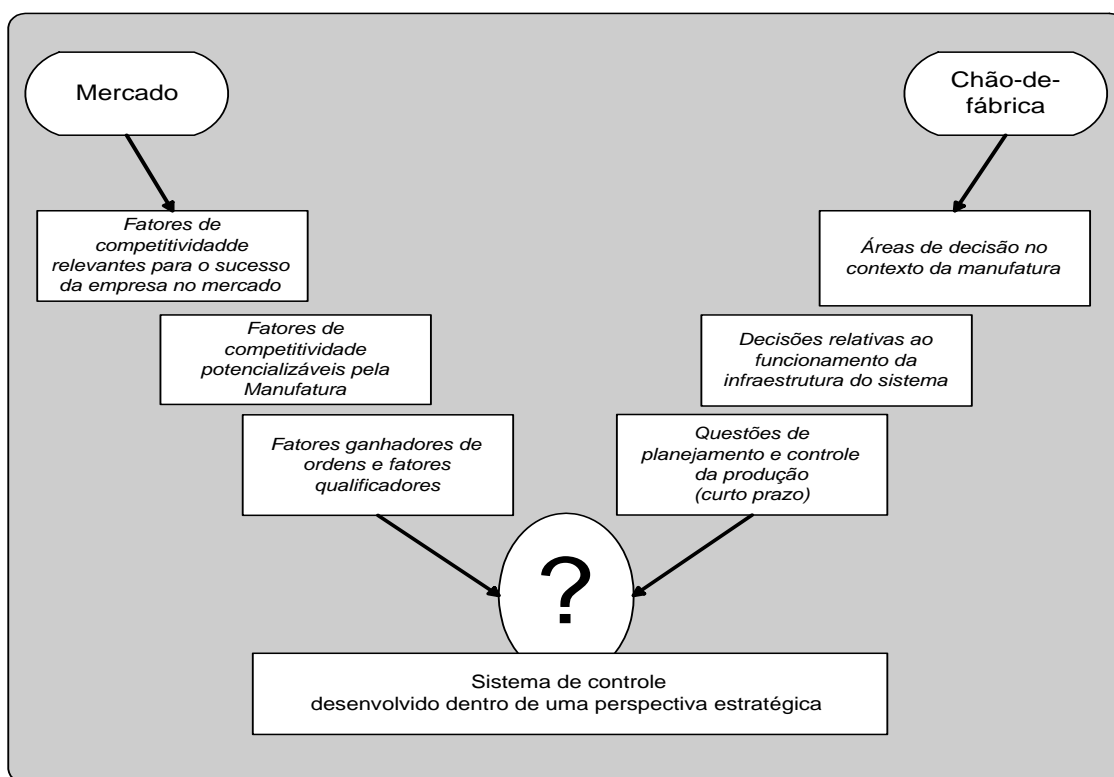 Mercado
Chão-de-
fábrica
Fatores de
competitividadde
relevantes para o sucesso
da empresa no mercado
Áreas de decisão no
contexto da manufatura
Fatores de
competitividade
potencializáveis pela
Manufatura
Decisões relativas ao
funcionamento da
infraestrutura do sistema
Fatores ganhadores de
ordens e fatores
qualificadores
Questões de
planejamento e controle
da produção
(curto prazo)
?
Sistema de controle
desenvolvido dentro de uma perspectiva estratégica